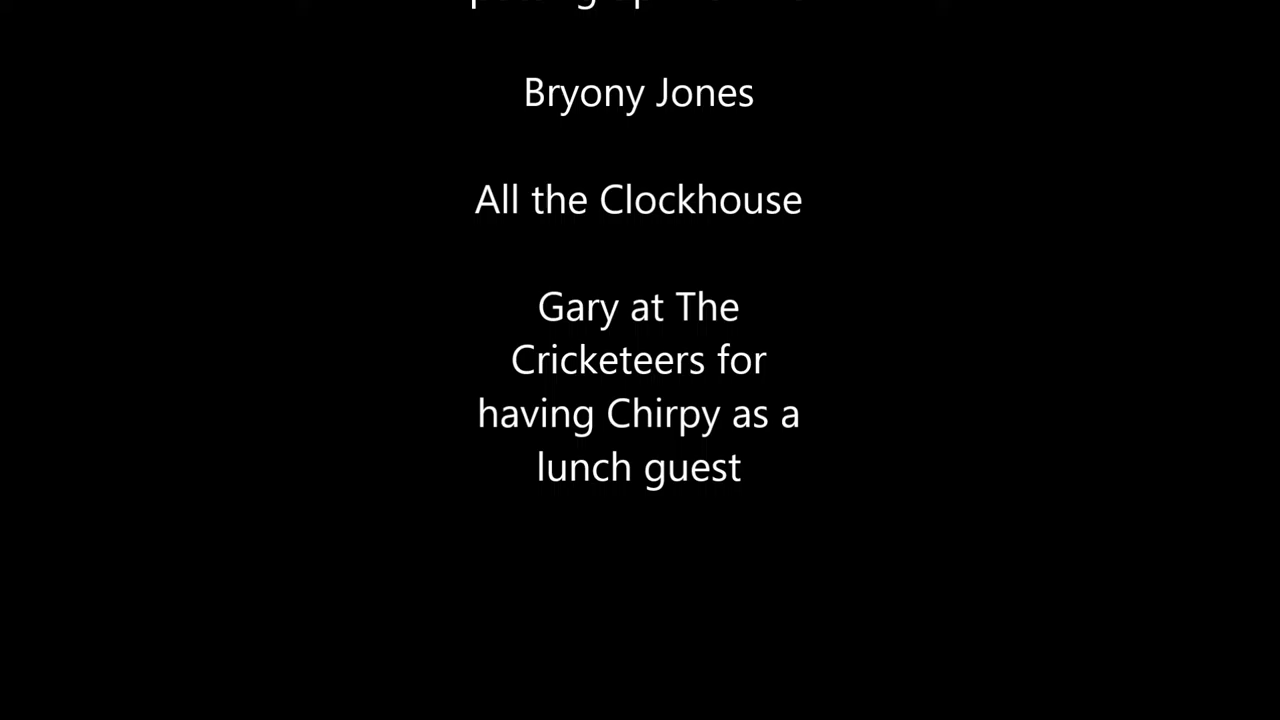 Bryony Jones
All the Clockhouse
Gary at The
Cricketeers for
having Chirpy as a
lunch guest